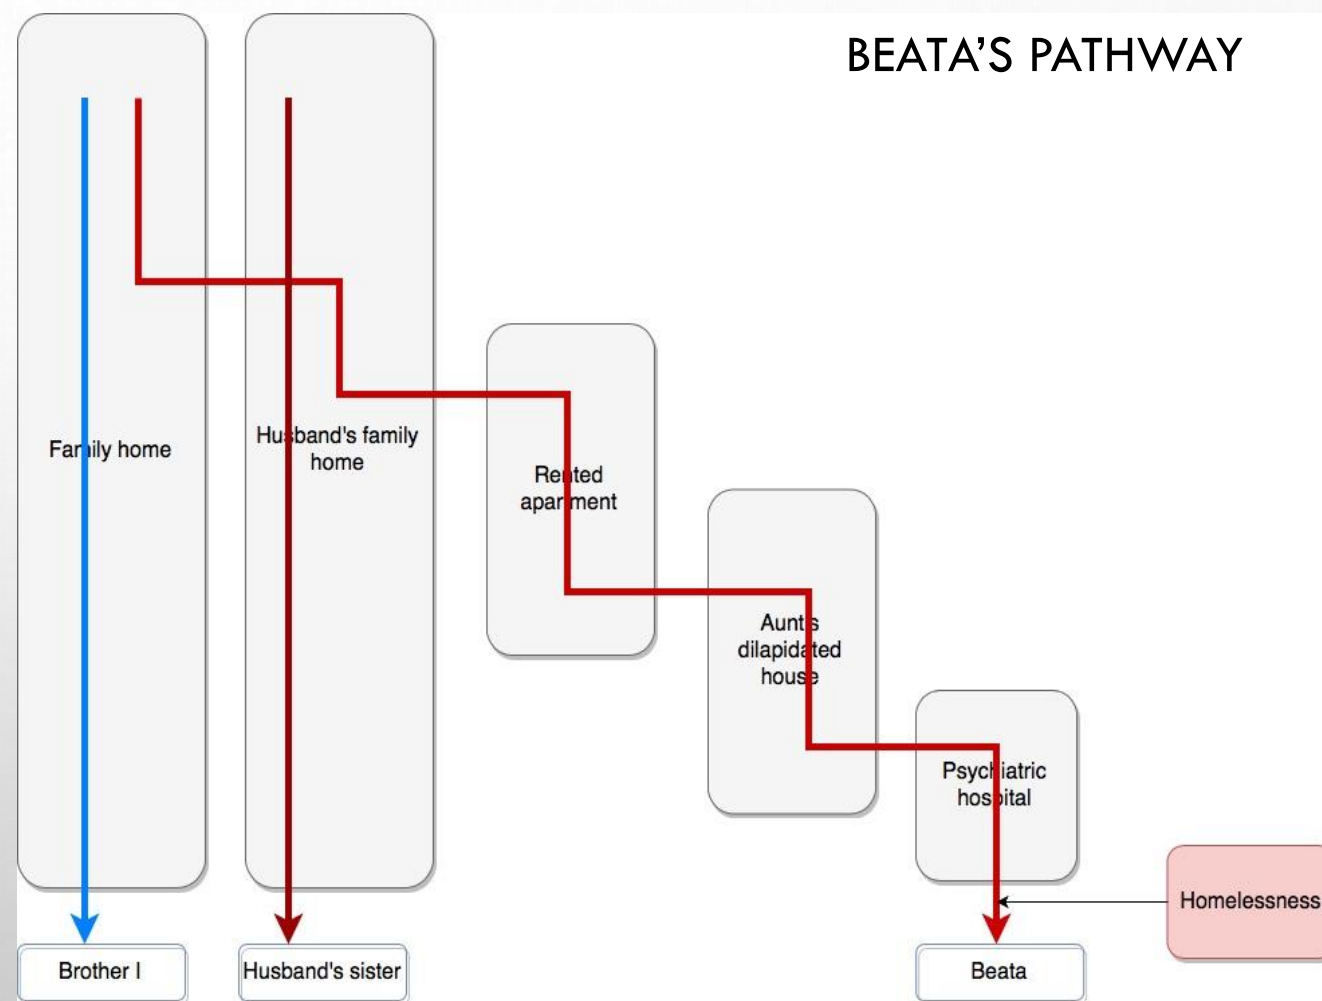 BEATA'S PATHWAY
Family home
Husband's family
home
Rented
apartment
Aunt's
dilapidated
house
Psychiatric
hospital
Homelessness
Brother I
Husband's sister
Beata